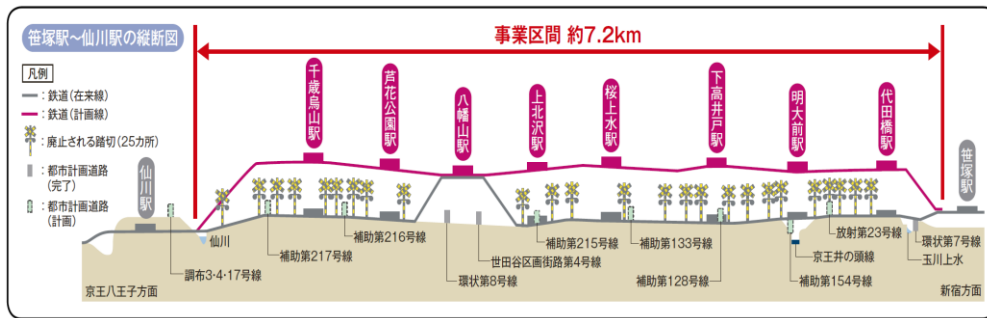 笹塚駅〜仙川駅の縦断図
事業区間 約7.2km
凡例
:鉄道(在来線)
:鉄道(計画線)
:廃止される踏切(25カ所)
:都市計画道路
(完了)
:都市計画道路
(計画)
仙川駅
千歳烏山駅
芦花公園駅
八幡山駅
上北沢駅
桜上水駅
下高井戸駅
明大前駅
代田橋駅
笹塚駅
仙川
調布3・4・17号線
補助第217号線
補助第216号線
環状第8号線
世田谷区画街路第4号線
補助第215号線
補助第133号線
補助第128号線
補助第154号線
京王井の頭線
放射第23号線
環状第7号線
玉川上水
京王八王子方面
新宿方面